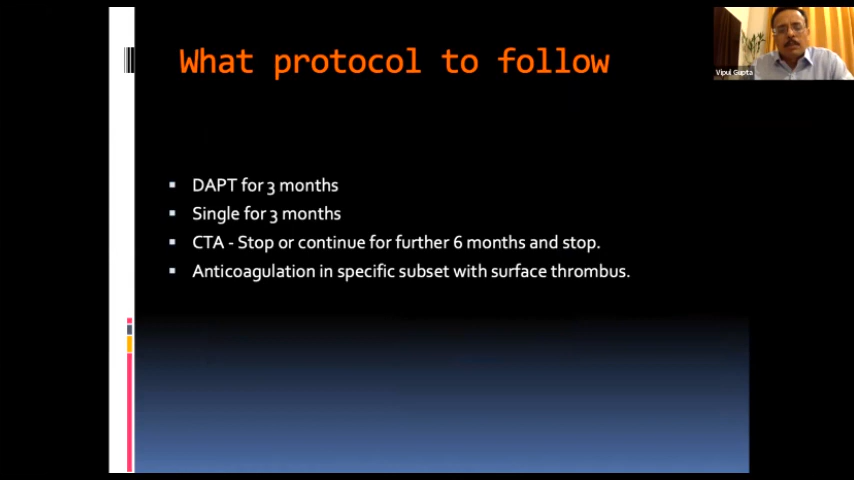 What protocol to follow
Vipul Gupta
▪ DAPT for 3 months
▪ Single for 3 months
▪ CTA - Stop or continue for further 6 months and stop.
▪ Anticoagulation in specific subset with surface thrombus.